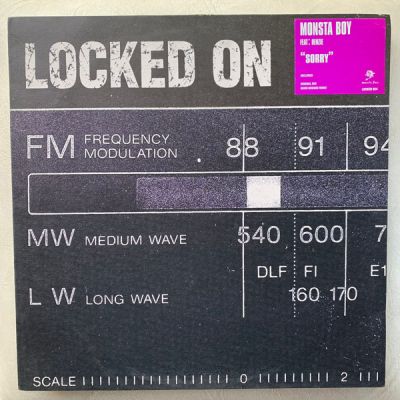 LOCKED ON
MONSTA BOY
FEAT: DENZIE
"SORRY"
FM FREQUENCY MODULATION 88 91 94
MW MEDIUM WAVE 540 600 7
DLF FI E1
LW LONG WAVE 160 170
SCALE 0 2